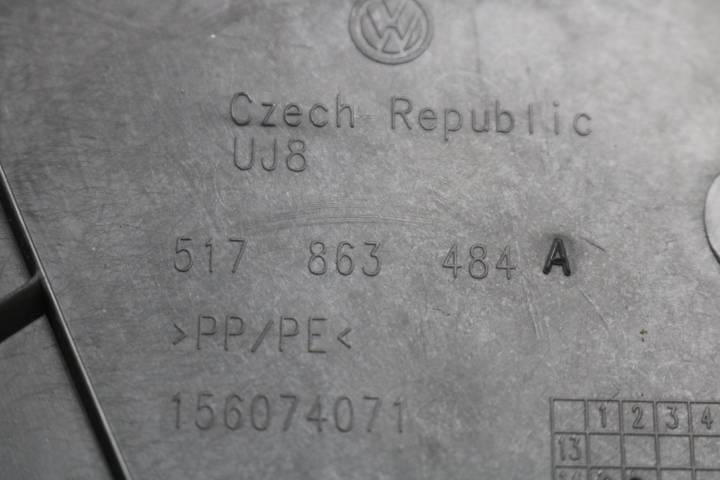 Czech Republic
UJ8
517 863 484 A
>PP/PE<
156074071
1 2 3 4
13